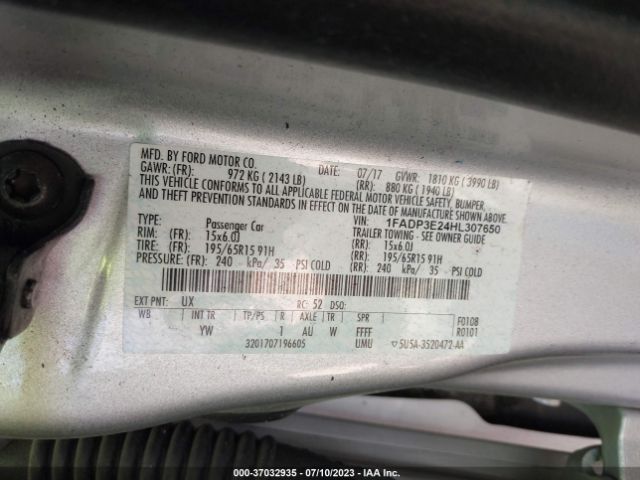 MFD. BY FORD MOTOR CO. DATE: 07/17 GVWR: 1810 KG ( 3990 LB)
GAWR: (FR): 972 KG ( 2143 LB) (RR): 880 KG ( 1940 LB)
THIS VEHICLE CONFORMS TO ALL APPLICABLE FEDERAL MOTOR VEHICLE SAFETY, BUMPER,
AND THEFT PREVENTION STANDARDS IN EFFECT ON THE DATE OF MANUFACTURE SHOWN ABOVE.
VIN: 1FADP3E24HL307650
TYPE: Passenger Car TRAILER TOWING - SEE OWNER GUIDE
RIM: (FR): 15x6.0J (RR): 15x6.0J
TIRE: (FR): 195/65R15 91H (RR): 195/65R15 91H
PRESSURE: (FR): 240 kPa/ 35 PSI COLD (RR): 240 kPa/ 35 PSI COLD
EXT PNT: UX RC: 52 DSO:
WB INT TR TP/PS R AXLE TR SPR F0108
YW 1 AU W FFFF R0101
3201707196605 UMU ▽5U5A-3520472-AA
000-37032935 - 07/10/2023 - IAA Inc.